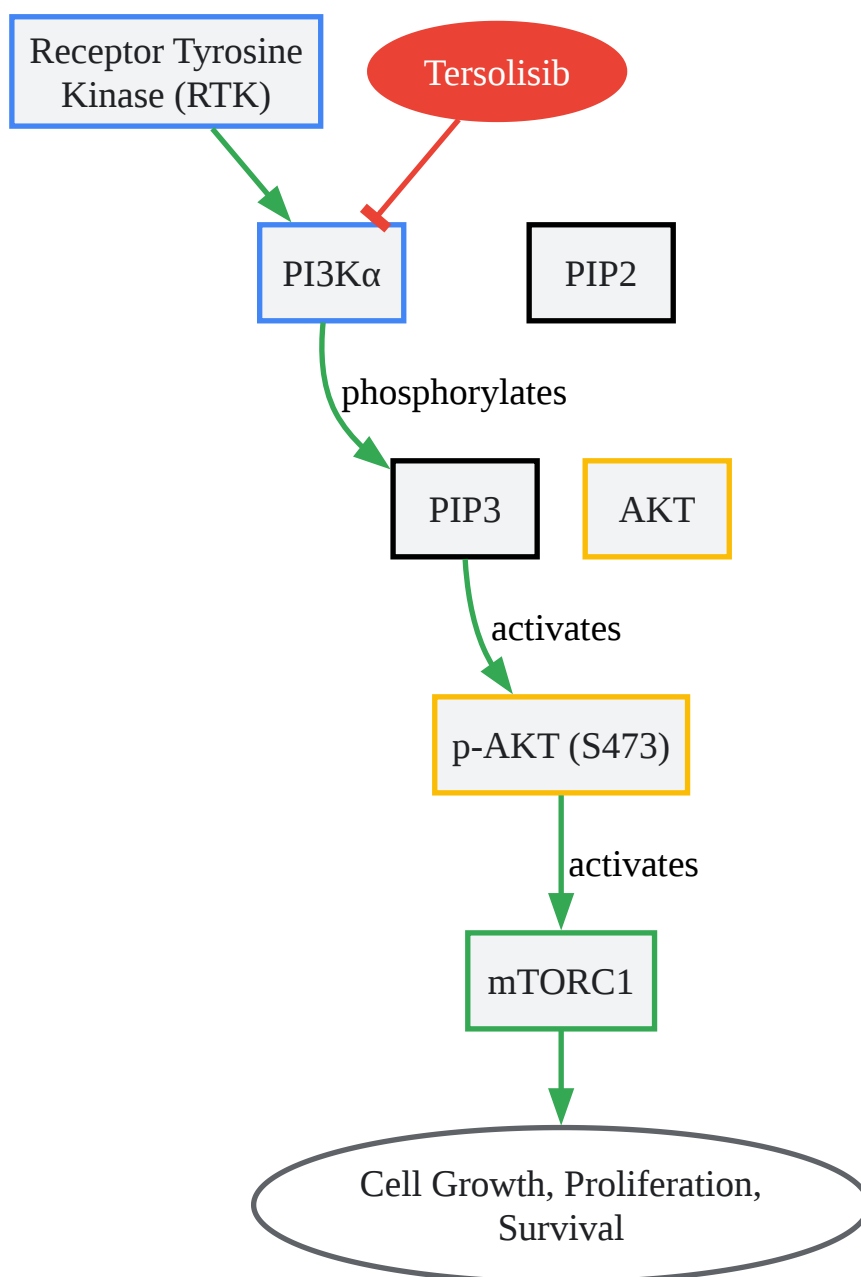 Receptor Tyrosine
Kinase (RTK)
Tersolisib
PI3Kα
PIP2
phosphorylates
PIP3
AKT
activates
p-AKT (S473)
activates
mTORC1
Cell Growth, Proliferation,
Survival